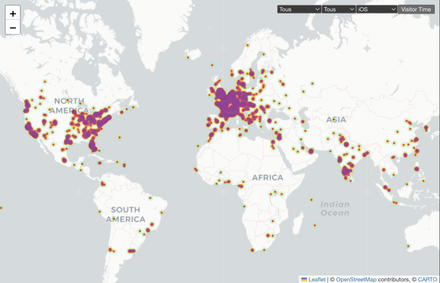 +
−
Tous Tous iOS Visitor Time
NORTH
AMERICA
ASIA
AFRICA
SOUTH
AMERICA
Indian
Ocean
Leaflet | © OpenStreetMap contributors, © CARTO